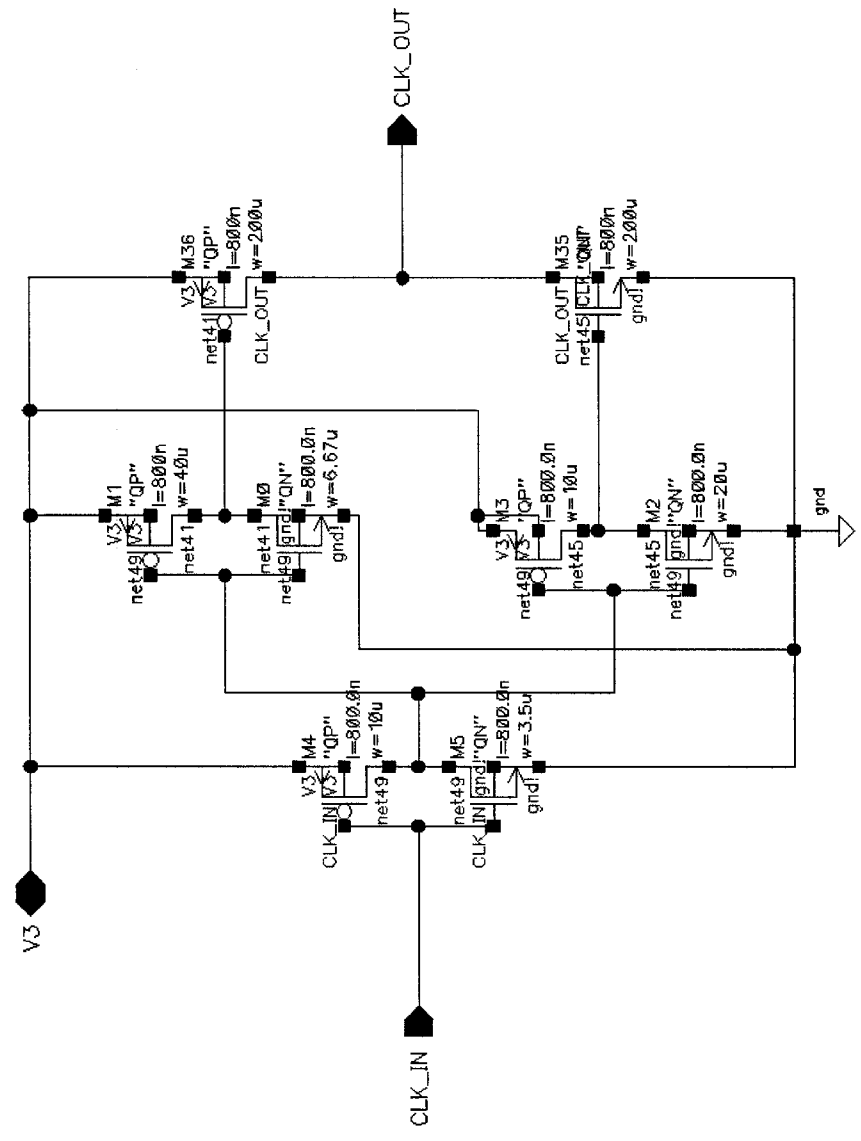 V3
CLK_IN
CLK_OUT
M4
"QP"
l=800.0n
w=10u
V3
V3
CLK_IN
net49
M5
gnd!"QN"
l=800.0n
w=3.5u
net49
CLK_IN
gnd!
M1
"QP"
l=800n
w=40u
V3
V3
net49
net41
M0
gnd!"QN"
l=800.0n
w=6.67u
net41
net49
gnd!
M3
"QP"
l=800.0n
w=10u
V3
V3
net49
net45
M2
gnd!"QN"
l=800.0n
w=20u
net45
net49
gnd!
M36
"QP"
l=800n
w=200u
V3
V3
net41
CLK_OUT
M35
l=800n
w=200u
CLK_OUT
net45
gnd!
gnd